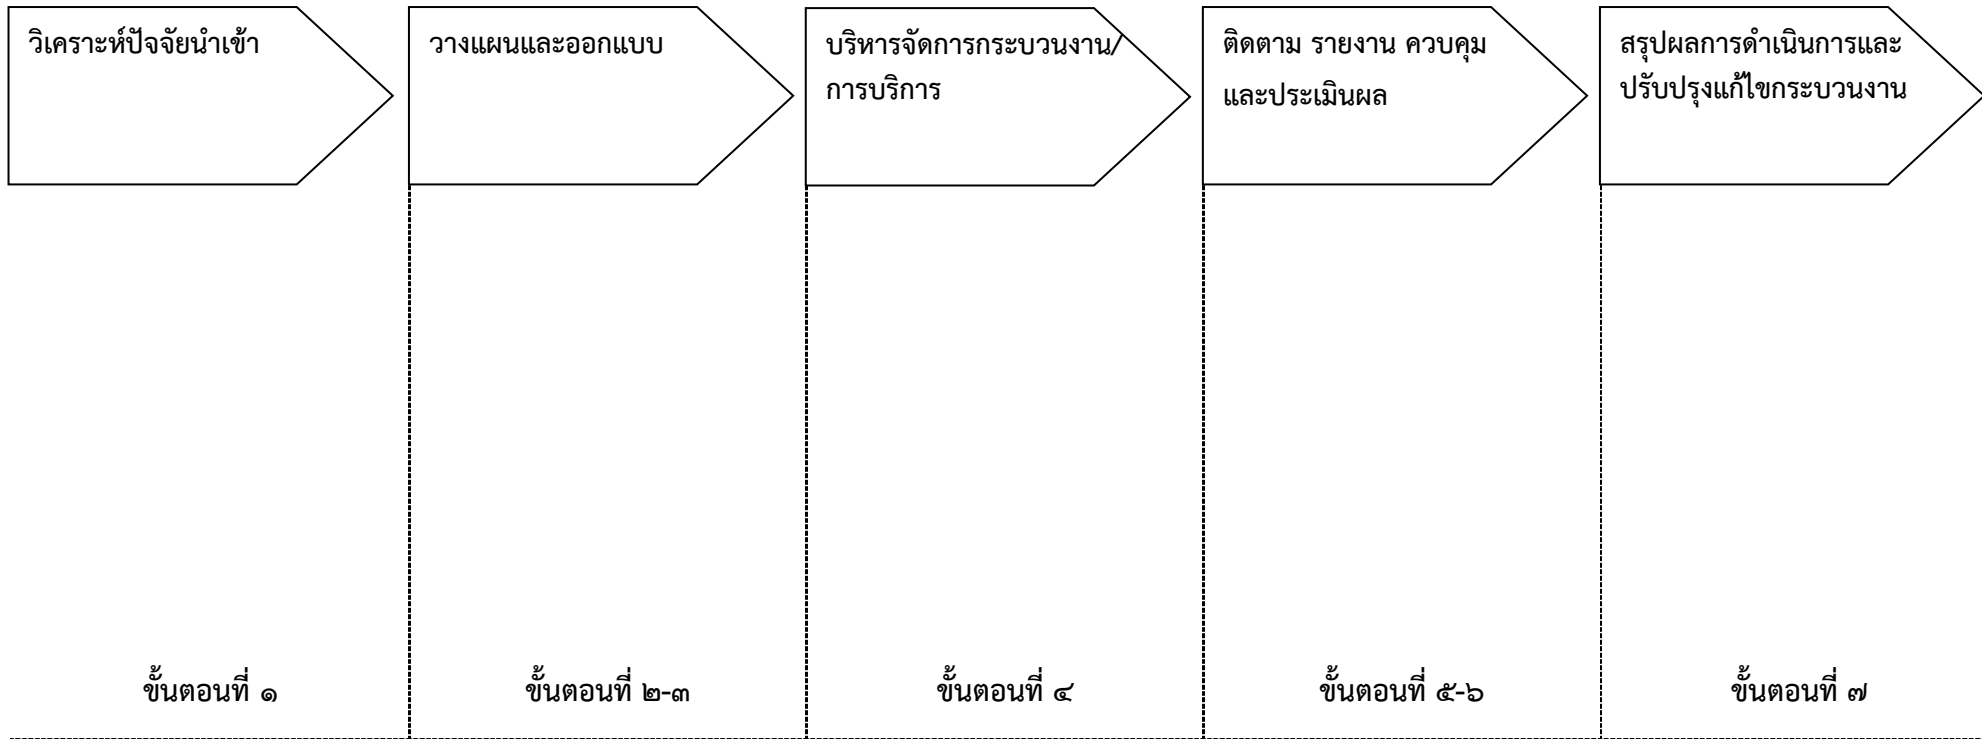 วิเคราะห์ปัจจัยนำเข้า
วางแผนและออกแบบ
บริหารจัดการกระบวนงาน/
การบริการ
ติดตาม รายงาน ควบคุม
และประเมินผล
สรุปผลการดำเนินการและ
ปรับปรุงแก้ไขกระบวนงาน
ขั้นตอนที่ ๑
ขั้นตอนที่ ๒-๓
ขั้นตอนที่ ๔
ขั้นตอนที่ ๕-๖
ขั้นตอนที่ ๗